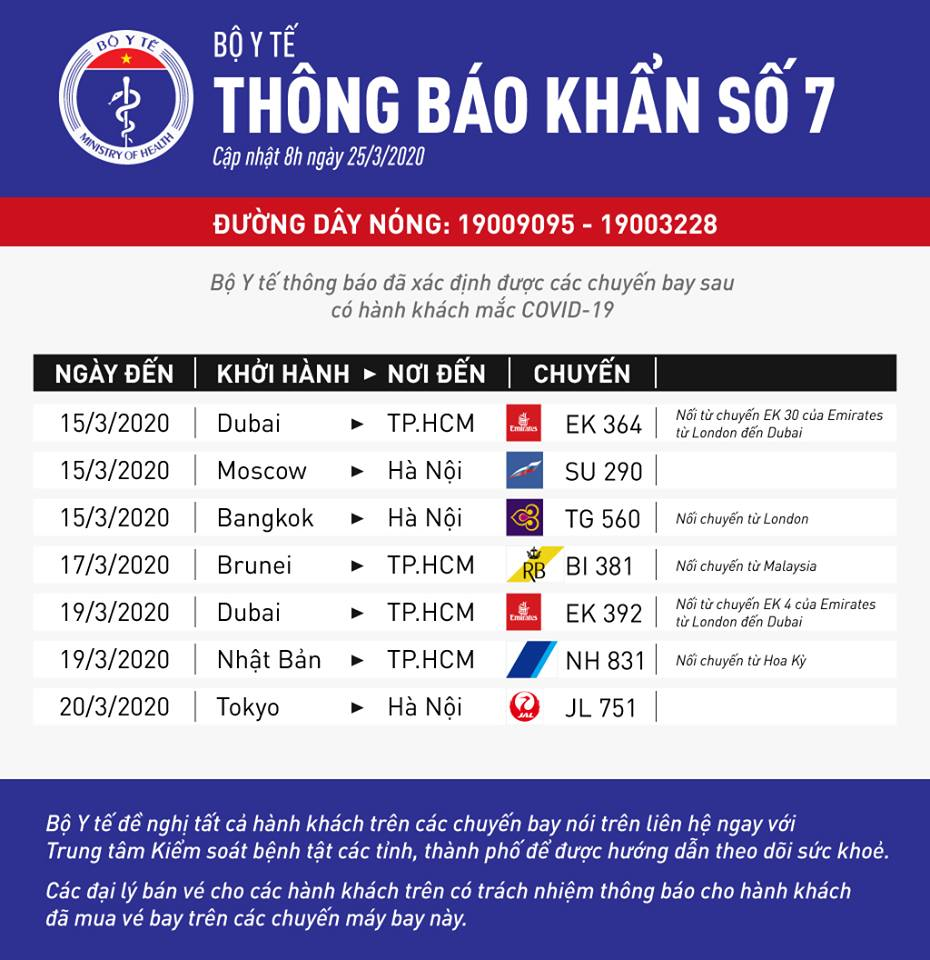 BỘ Y TẾ
MINISTRY OF HEALTH
BỘ Y TẾ
THÔNG BÁO KHẨN SỐ 7
Cập nhật 8h ngày 25/3/2020
ĐƯỜNG DÂY NÓNG: 19009095 - 19003228
Bộ Y tế thông báo đã xác định được các chuyến bay sau
có hành khách mắc COVID-19
NGÀY ĐẾN KHỞI HÀNH ► NƠI ĐẾN CHUYẾN
15/3/2020 Dubai ► TP.HCM Emirates EK 364 Nối từ chuyến EK 30 của Emirates
từ London đến Dubai
15/3/2020 Moscow ► Hà Nội SU 290
15/3/2020 Bangkok ► Hà Nội TG 560 Nối chuyến từ London
17/3/2020 Brunei ► TP.HCM RB BI 381 Nối chuyến từ Malaysia
19/3/2020 Dubai ► TP.HCM Emirates EK 392 Nối từ chuyến EK 4 của Emirates
từ London đến Dubai
19/3/2020 Nhật Bản ► TP.HCM NH 831 Nối chuyến từ Hoa Kỳ
20/3/2020 Tokyo ► Hà Nội JAL JL 751
Bộ Y tế đề nghị tất cả hành khách trên các chuyến bay nói trên liên hệ ngay với
Trung tâm Kiểm soát bệnh tật các tỉnh, thành phố để được hướng dẫn theo dõi sức khoẻ.
Các đại lý bán vé cho các hành khách trên có trách nhiệm thông báo cho hành khách
đã mua vé bay trên các chuyến máy bay này.